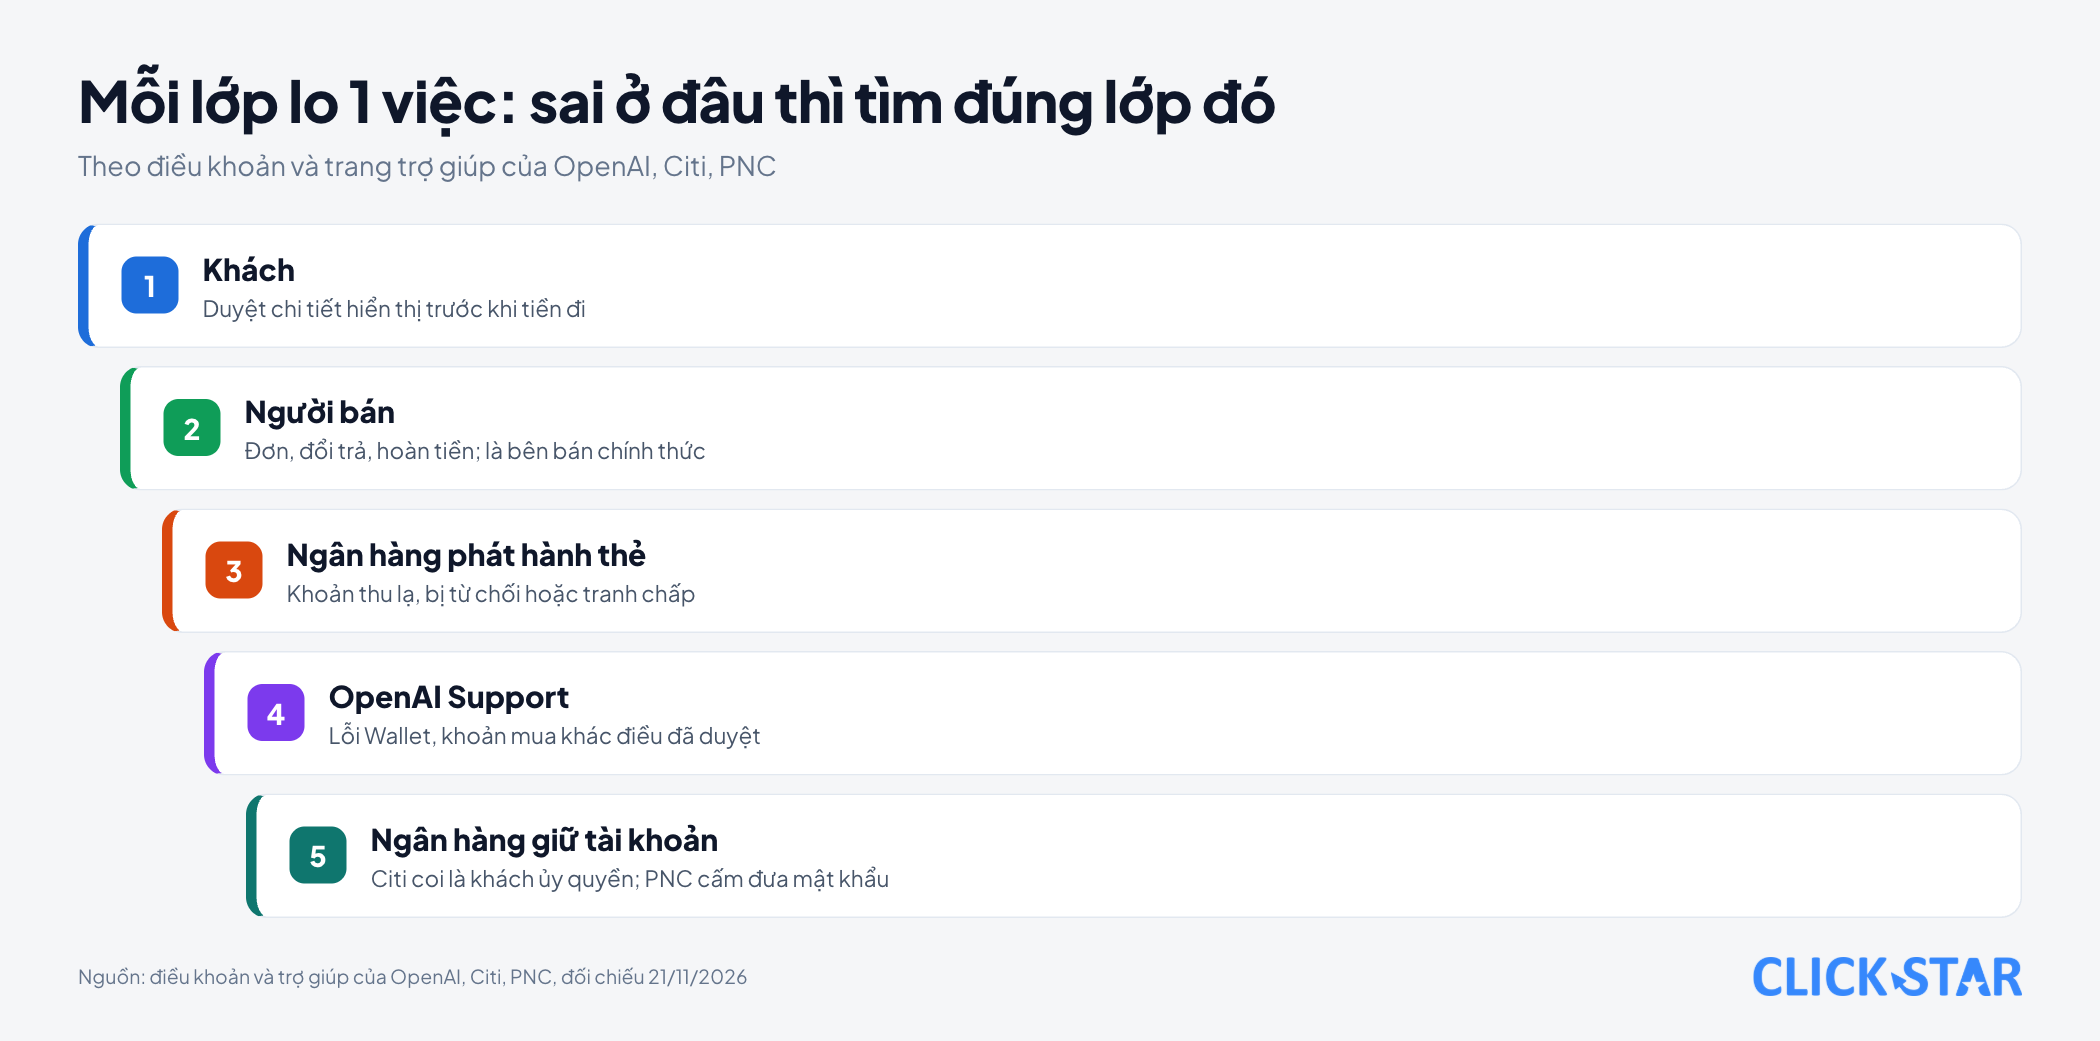 Mỗi lớp lo 1 việc: sai ở đâu thì tìm đúng lớp đó
Theo điều khoản và trang trợ giúp của OpenAI, Citi, PNC
1
Khách
Duyệt chi tiết hiển thị trước khi tiền đi
2
Người bán
Đơn, đổi trả, hoàn tiền; là bên bán chính thức
3
Ngân hàng phát hành thẻ
Khoản thu lạ, bị từ chối hoặc tranh chấp
4
OpenAI Support
Lỗi Wallet, khoản mua khác điều đã duyệt
5
Ngân hàng giữ tài khoản
Citi coi là khách ủy quyền; PNC cấm đưa mật khẩu
Nguồn: điều khoản và trợ giúp của OpenAI, Citi, PNC, đối chiếu 21/11/2026
CLICKSTAR